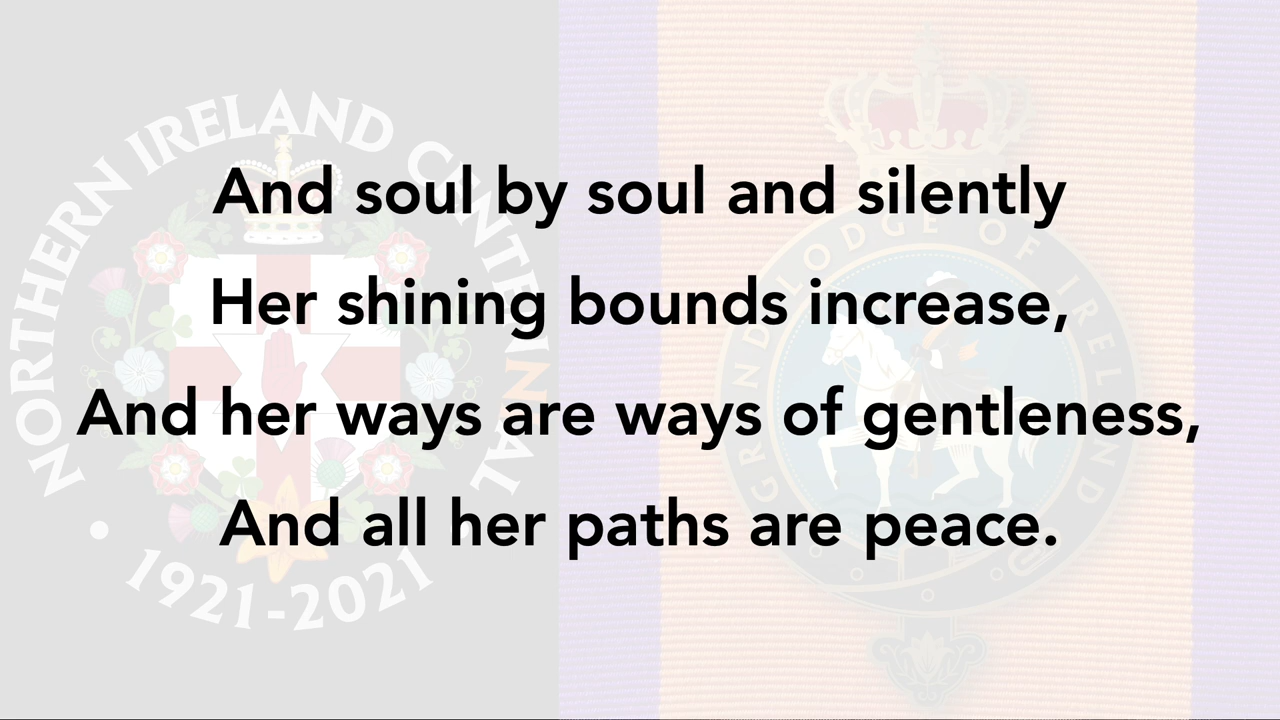 And soul by soul and silently
Her shining bounds increase,
And her ways are ways of gentleness,
And all her paths are peace.
NORTHERN IRELAND CENTENNIAL
• 1921-2021 •
GRAND LODGE OF IRELAND